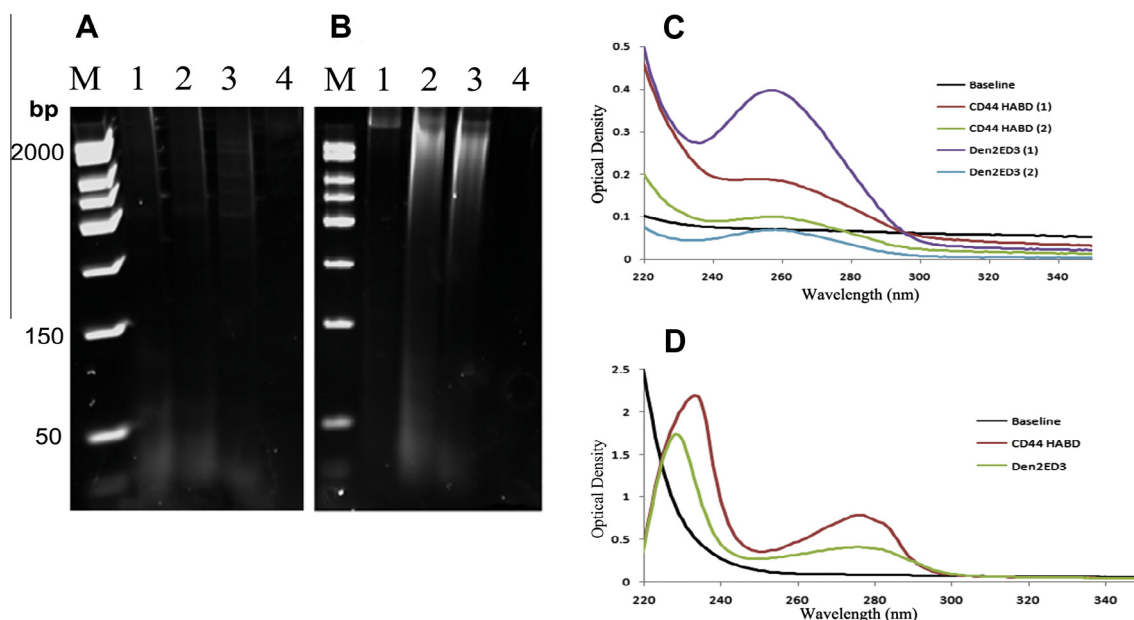 A
M 1 2 3 4
bp
2000
150
50
B
M 1 2 3 4
C
Optical Density
0.5
0.4
0.3
0.2
0.1
0
220 240 260 280 300 320 340
Wavelength (nm)
Baseline
CD44 HABD (1)
CD44 HABD (2)
Den2ED3 (1)
Den2ED3 (2)
D
Optical Density
2.5
2
1.5
1
0.5
0
220 240 260 280 300 320 340
Wavelength (nm)
Baseline
CD44 HABD
Den2ED3